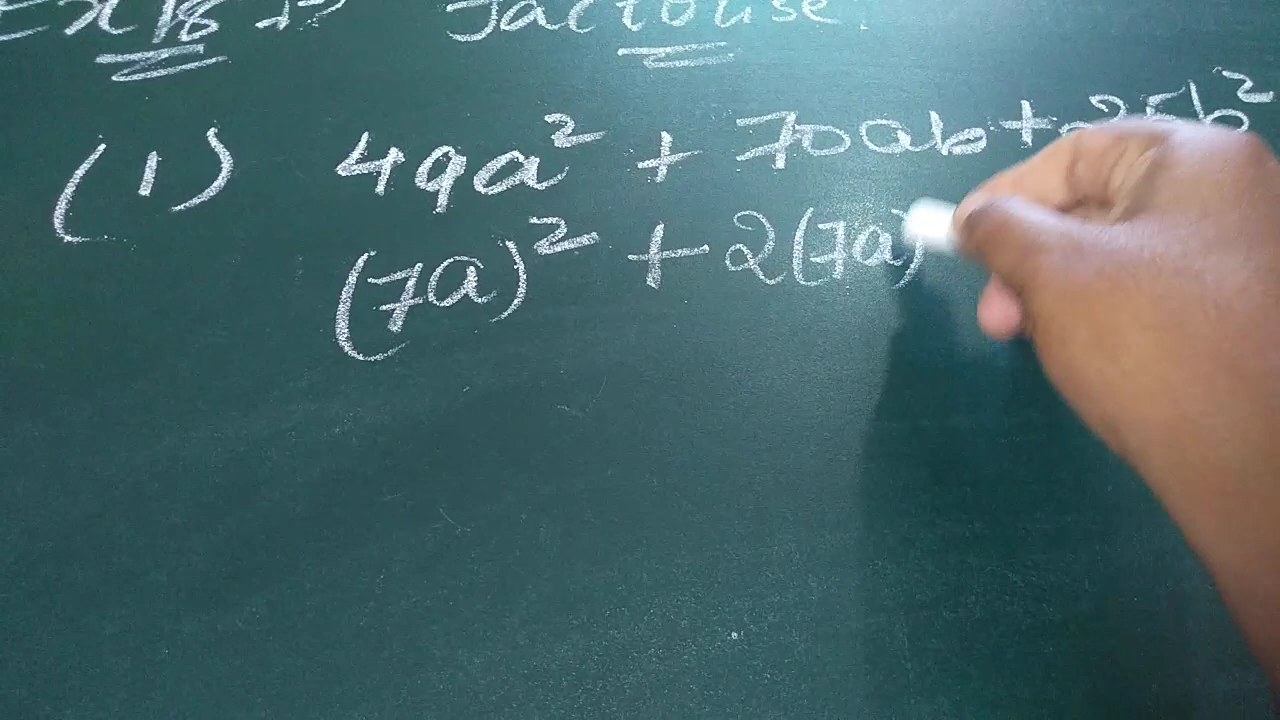 Factorise:
(1) 49a² + 70ab + 25b²
(7a)² + 2(7a)